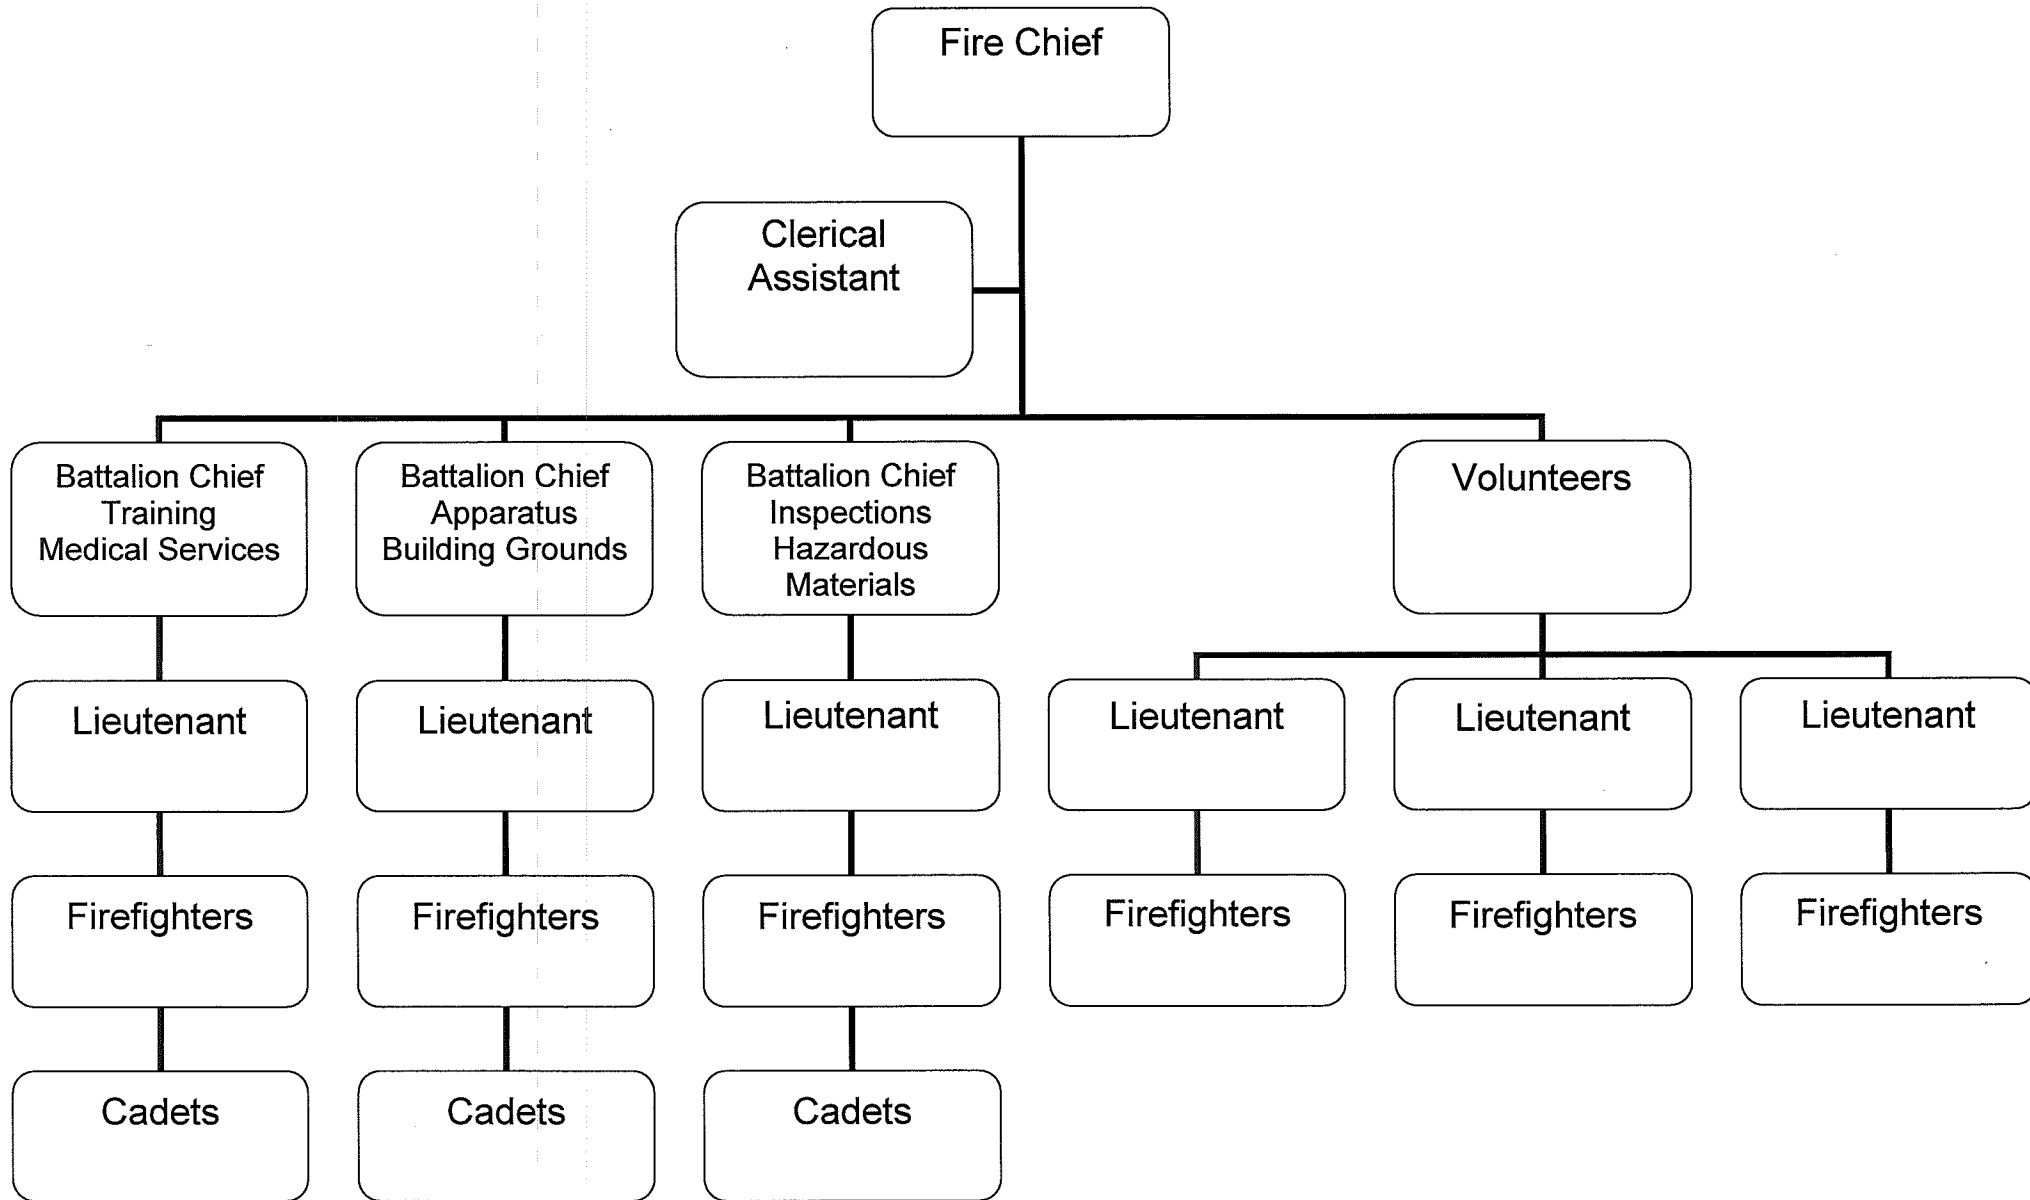 Fire Chief
Clerical
Assistant
Battalion Chief
Training
Medical Services
Battalion Chief
Apparatus
Building Grounds
Battalion Chief
Inspections
Hazardous
Materials
Volunteers
Lieutenant
Lieutenant
Lieutenant
Lieutenant
Lieutenant
Lieutenant
Firefighters
Firefighters
Firefighters
Firefighters
Firefighters
Firefighters
Cadets
Cadets
Cadets